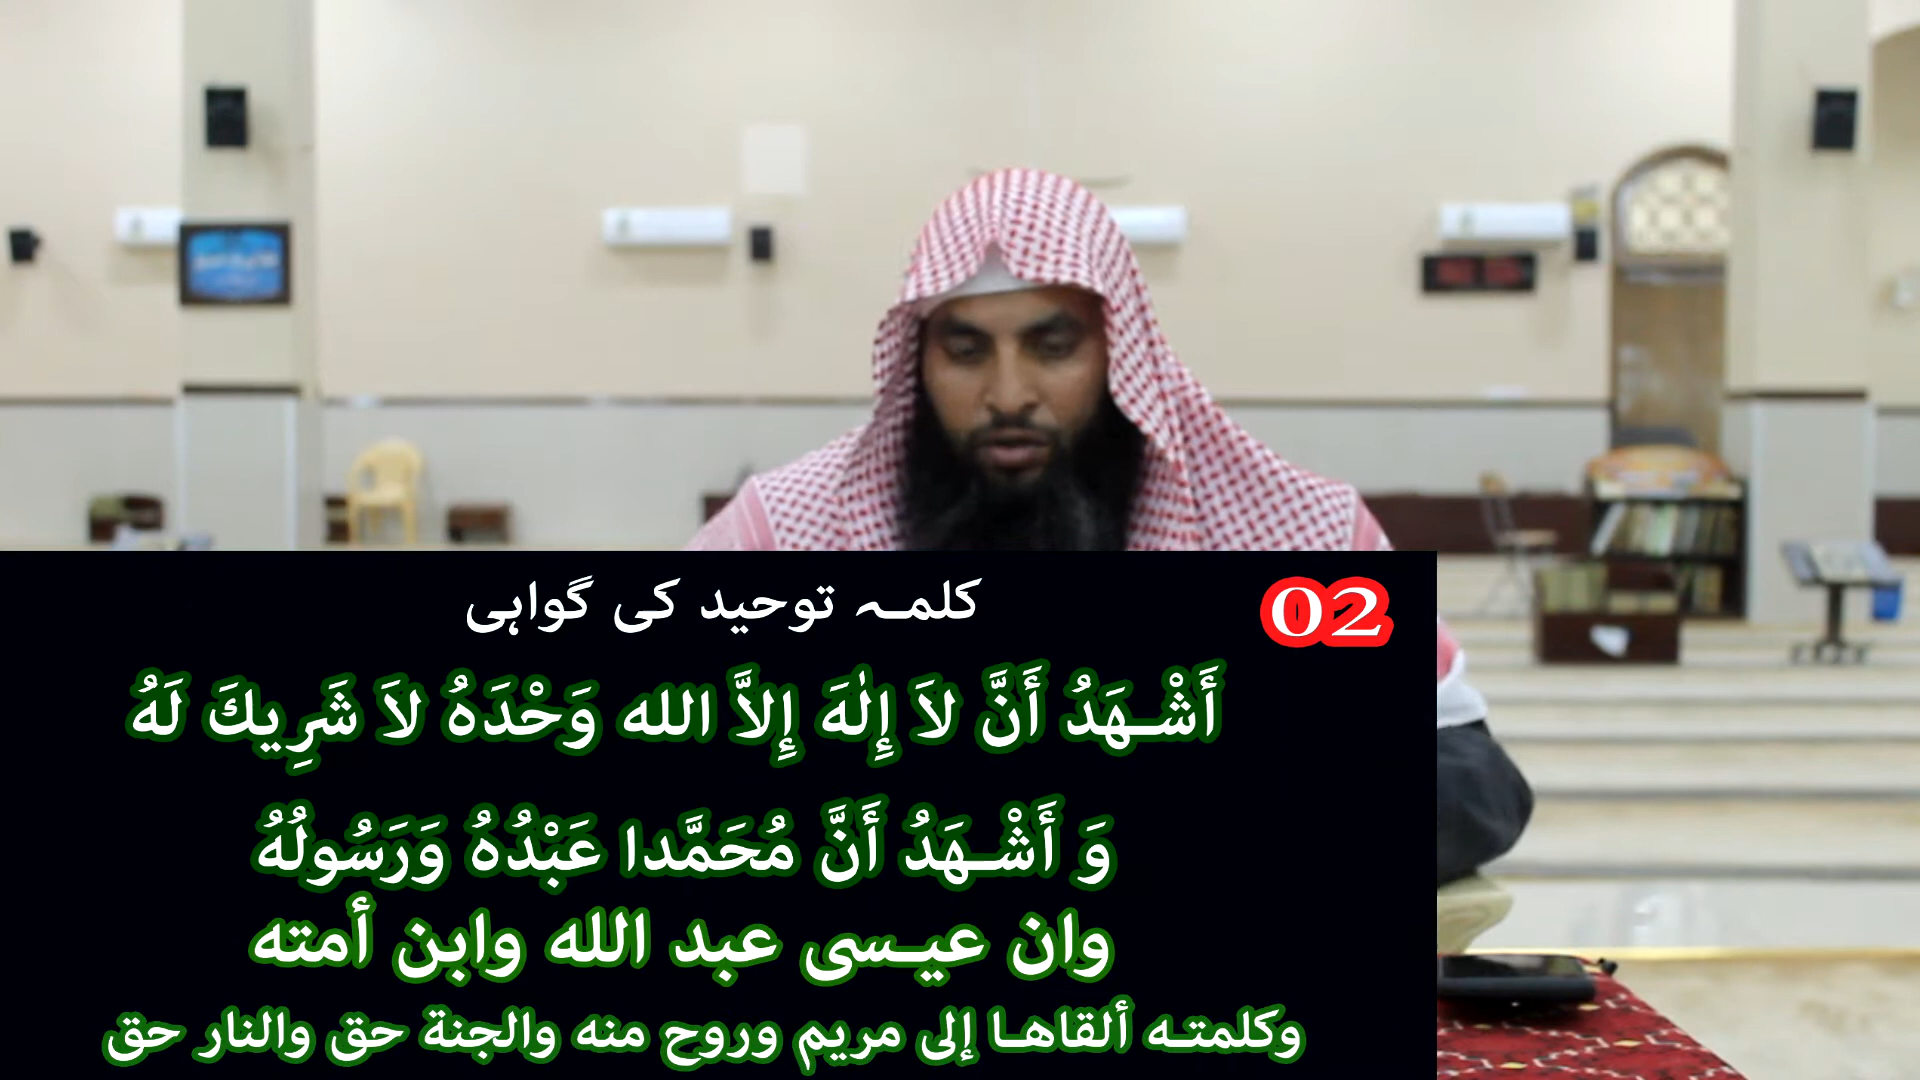 کلمہ توحید کی گواہی
02
أَشْهَدُ أَنَّ لاَ إِلٰهَ إِلاَّ الله وَحْدَهُ لاَ شَرِيكَ لَهُ
وَ أَشْهَدُ أَنَّ مُحَمَّدا عَبْدُهُ وَرَسُولُهُ
وان عيسى عبد الله وابن أمته
وكلمته ألقاها إلى مريم وروح منه والجنة حق والنار حق